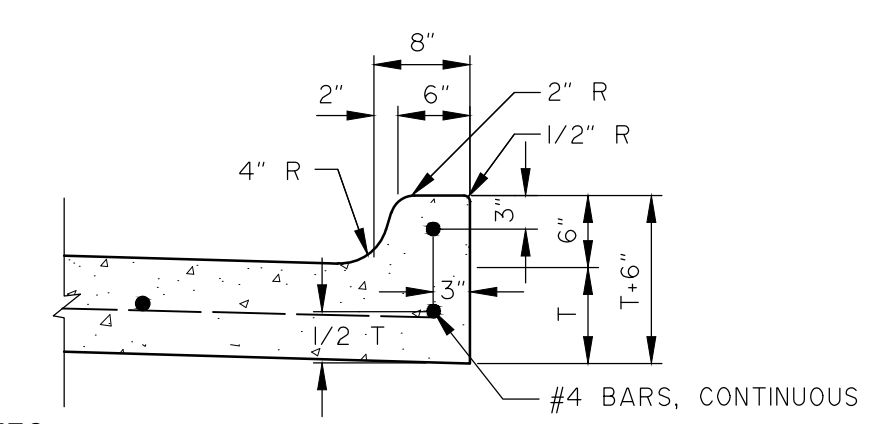 8"
2"
6"
2" R
1/2" R
4" R
3"
6"
T+6"
3"
T
1/2 T
#4 BARS, CONTINUOUS